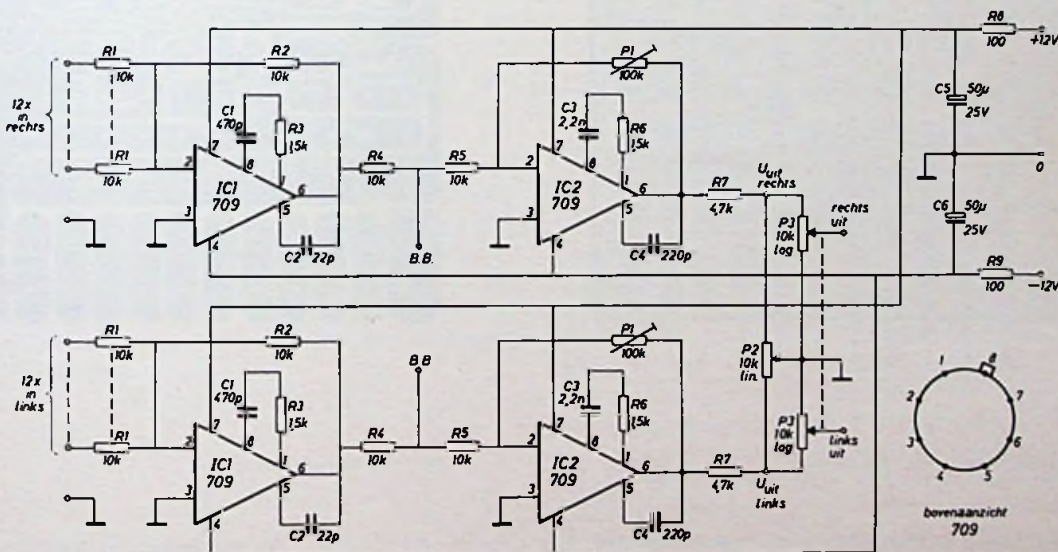 R1
10k
R2
10k
P1
100k
R8
100
+12V
12x
in
rechts
C1
470p
R3
1,5k
C3
2,2n
R6
1,5k
C5
50µ
25V
R1
10k
2
7
8
IC1
709
1
6
5
3
4
R4
10k
R5
10k
2
7
8
IC2
709
1
6
5
3
4
R7
4,7k
Uuit
rechts
0
C2 22p
B.B.
C4 220p
P3
10k
log
rechts
uit
C6
50µ
25V
R9
100
-12V
R1
10k
R2
10k
P1
100k
12x
in
links
C1
470p
R3
1,5k
B.B
C3
2,2n
R6
1,5k
P2
10k
lin.
R1
10k
2
7
8
IC1
709
1
6
5
3
4
R4
10k
R5
10k
2
7
8
IC2
709
1
6
5
3
4
R7
4,7k
Uuit
links
P3
10k
log
links
uit
C2 22p
C4 220p
1
8
2
7
3
6
4
5
bovenaanzicht
709